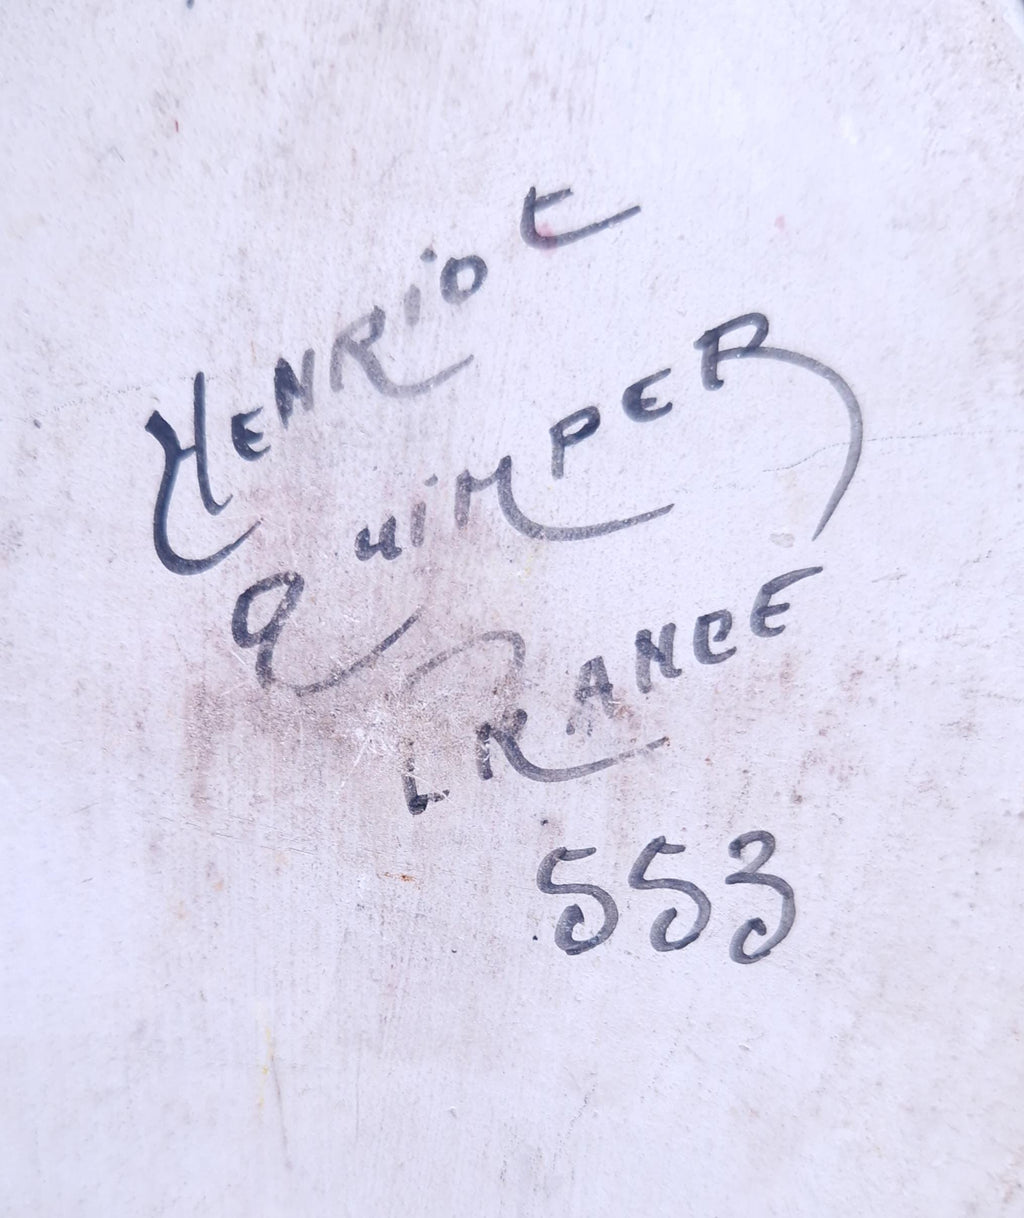 HENRiOt
QuiMPER
FRANCE
553